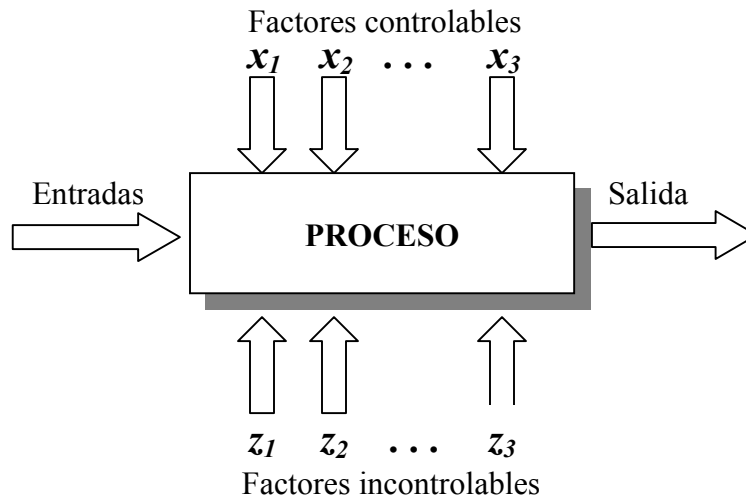 Factores controlables
x1 x2 . . . x3
Entradas
PROCESO
Salida
z1 z2 . . . z3
Factores incontrolables